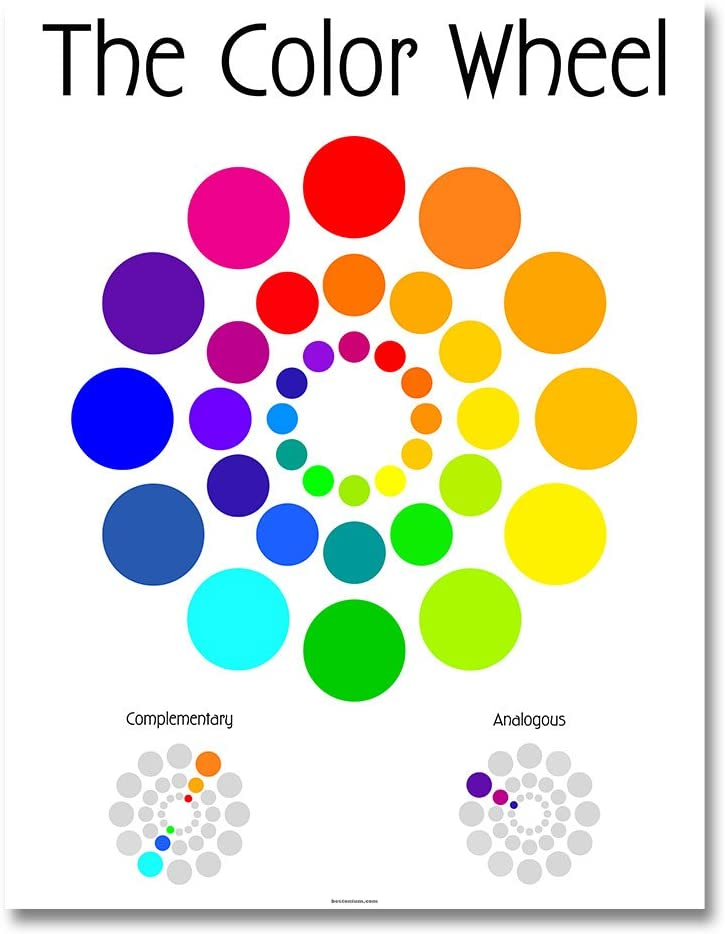 The Color Wheel
Complementary
Analogous
bestonium.com